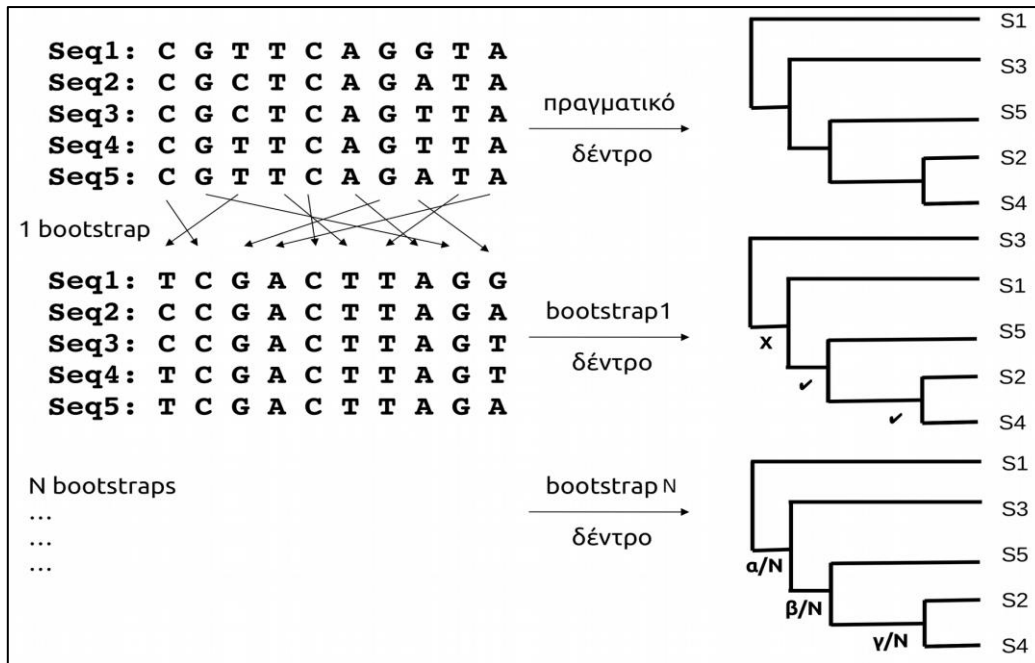 Seq1: C G T T C A G G T A
Seq2: C G C T C A G A T A
Seq3: C G C T C A G T T A
Seq4: C G T T C A G T T A
Seq5: C G T T C A G A T A
πραγματικό
δέντρο
S1
S3
S5
S2
S4
1 bootstrap
Seq1: T C G A C T T A G G
Seq2: C C G A C T T A G A
Seq3: C C G A C T T A G T
Seq4: T C G A C T T A G T
Seq5: T C G A C T T A G A
bootstrap1
δέντρο
S3
S1
S5
S2
S4
x
✓
✓
N bootstraps
...
...
...
bootstrap N
δέντρο
S1
S3
S5
S2
S4
α/N
β/N
γ/N